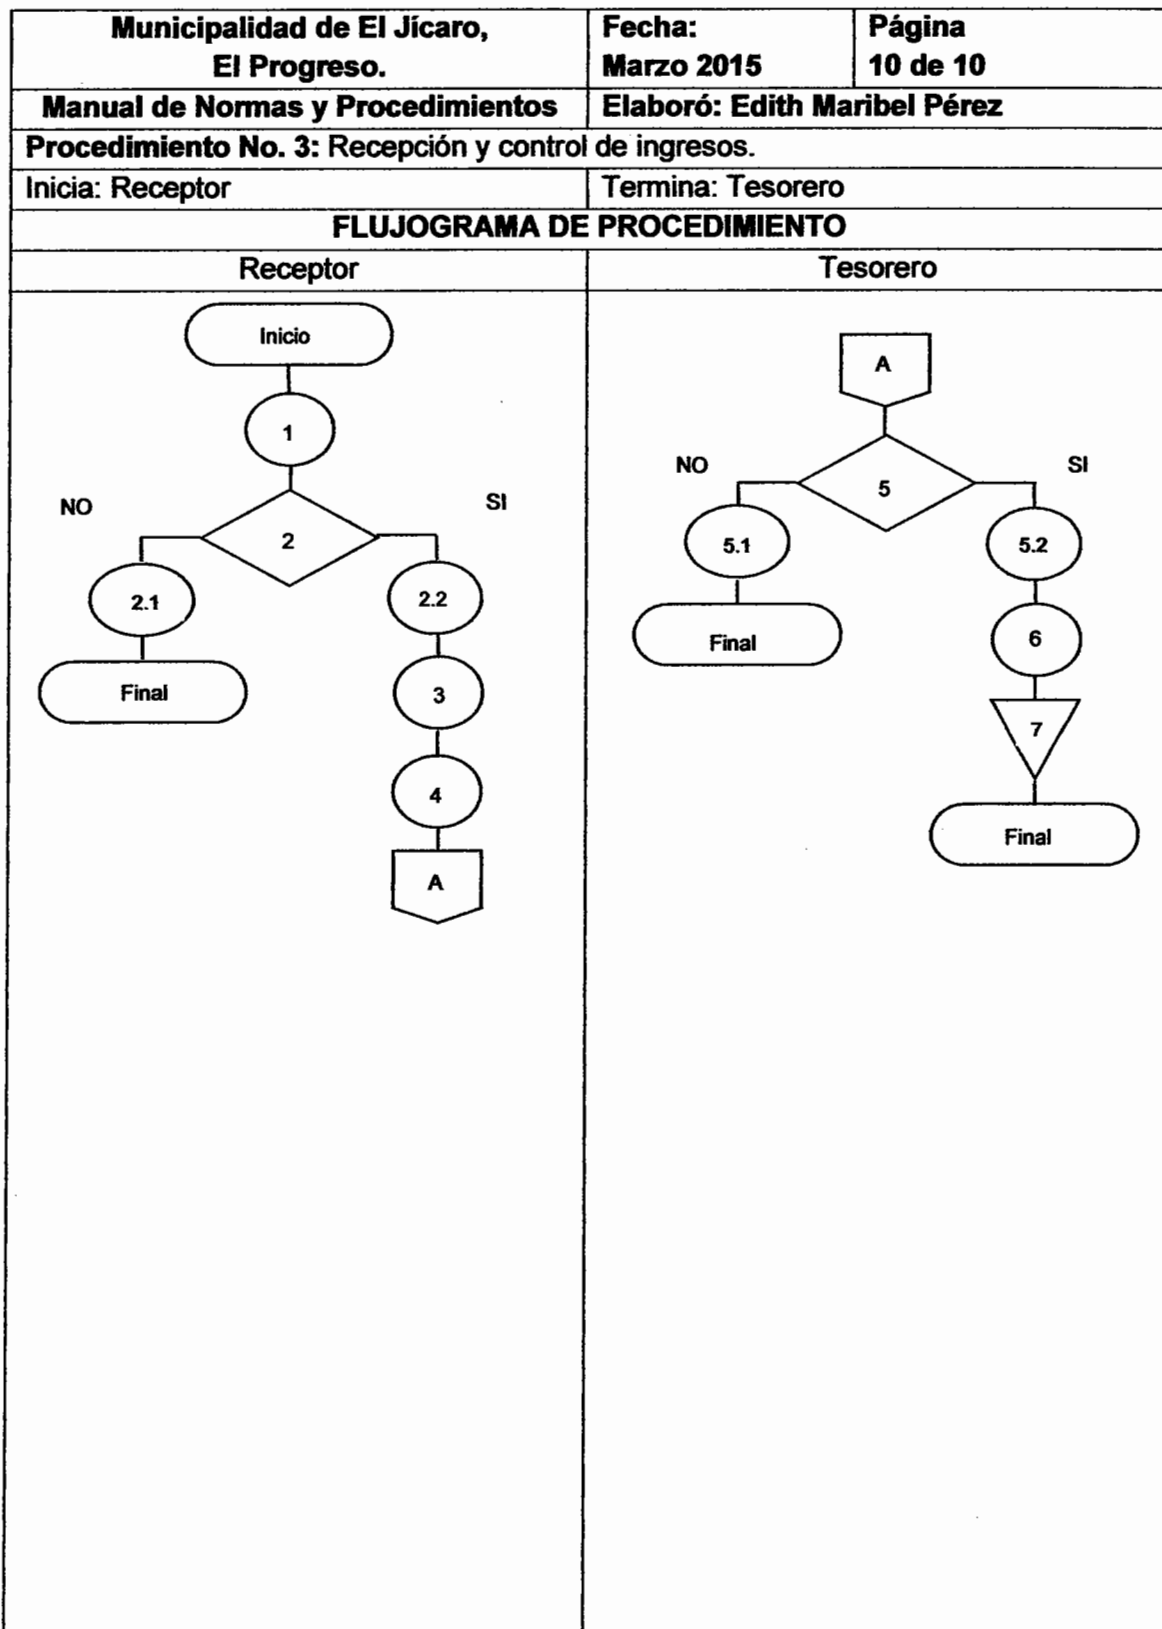 Municipalidad de El Jícaro,
El Progreso.
Fecha:
Marzo 2015
Página
10 de 10
Manual de Normas y Procedimientos
Elaboró: Edith Maribel Pérez
Procedimiento No. 3: Recepción y control de ingresos.
Inicia: Receptor
Termina: Tesorero
FLUJOGRAMA DE PROCEDIMIENTO
Receptor
Tesorero
Inicio
1
NO
SI
2
2.1
2.2
Final
3
4
A
A
NO
SI
5
5.1
5.2
Final
6
7
Final